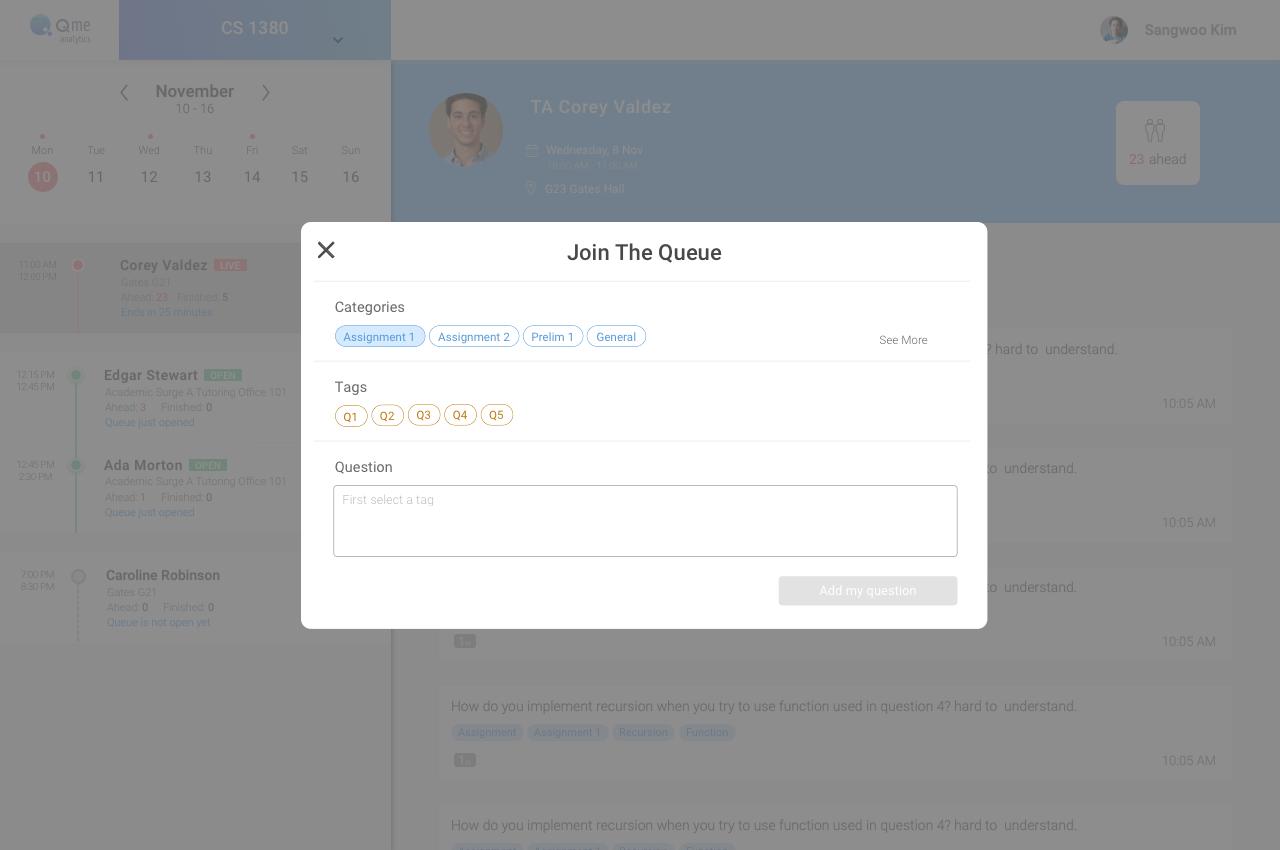 Qme
analytics
CS 1380
Sangwoo Kim
November
10 - 16
Mon Tue Wed Thu Fri Sat Sun
10 11 12 13 14 15 16
TA Corey Valdez
Wednesday, 8 Nov
10:00 AM - 11:00 AM
G23 Gates Hall
23 ahead
11:00 AM
12:00 PM
Corey Valdez LIVE
Gates G21
Ahead: 23 Finished: 5
Ends in 25 minutes
12:15 PM
12:45 PM
Edgar Stewart OPEN
Academic Surge A Tutoring Office 101
Ahead: 3 Finished: 0
Queue just opened
12:45 PM
2:30 PM
Ada Morton OPEN
Academic Surge A Tutoring Office 101
Ahead: 1 Finished: 0
Queue just opened
7:00 PM
8:30 PM
Caroline Robinson
Gates G21
Ahead: 0 Finished: 0
Queue is not open yet
Join The Queue
Categories
Assignment 1 Assignment 2 Prelim 1 General
See More
Tags
Q1 Q2 Q3 Q4 Q5
Question
First select a tag
Add my question
? hard to understand.
10:05 AM
to understand.
10:05 AM
to understand.
10:05 AM
How do you implement recursion when you try to use function used in question 4? hard to understand.
Assignment Assignment 1 Recursion Function
10:05 AM
How do you implement recursion when you try to use function used in question 4? hard to understand.